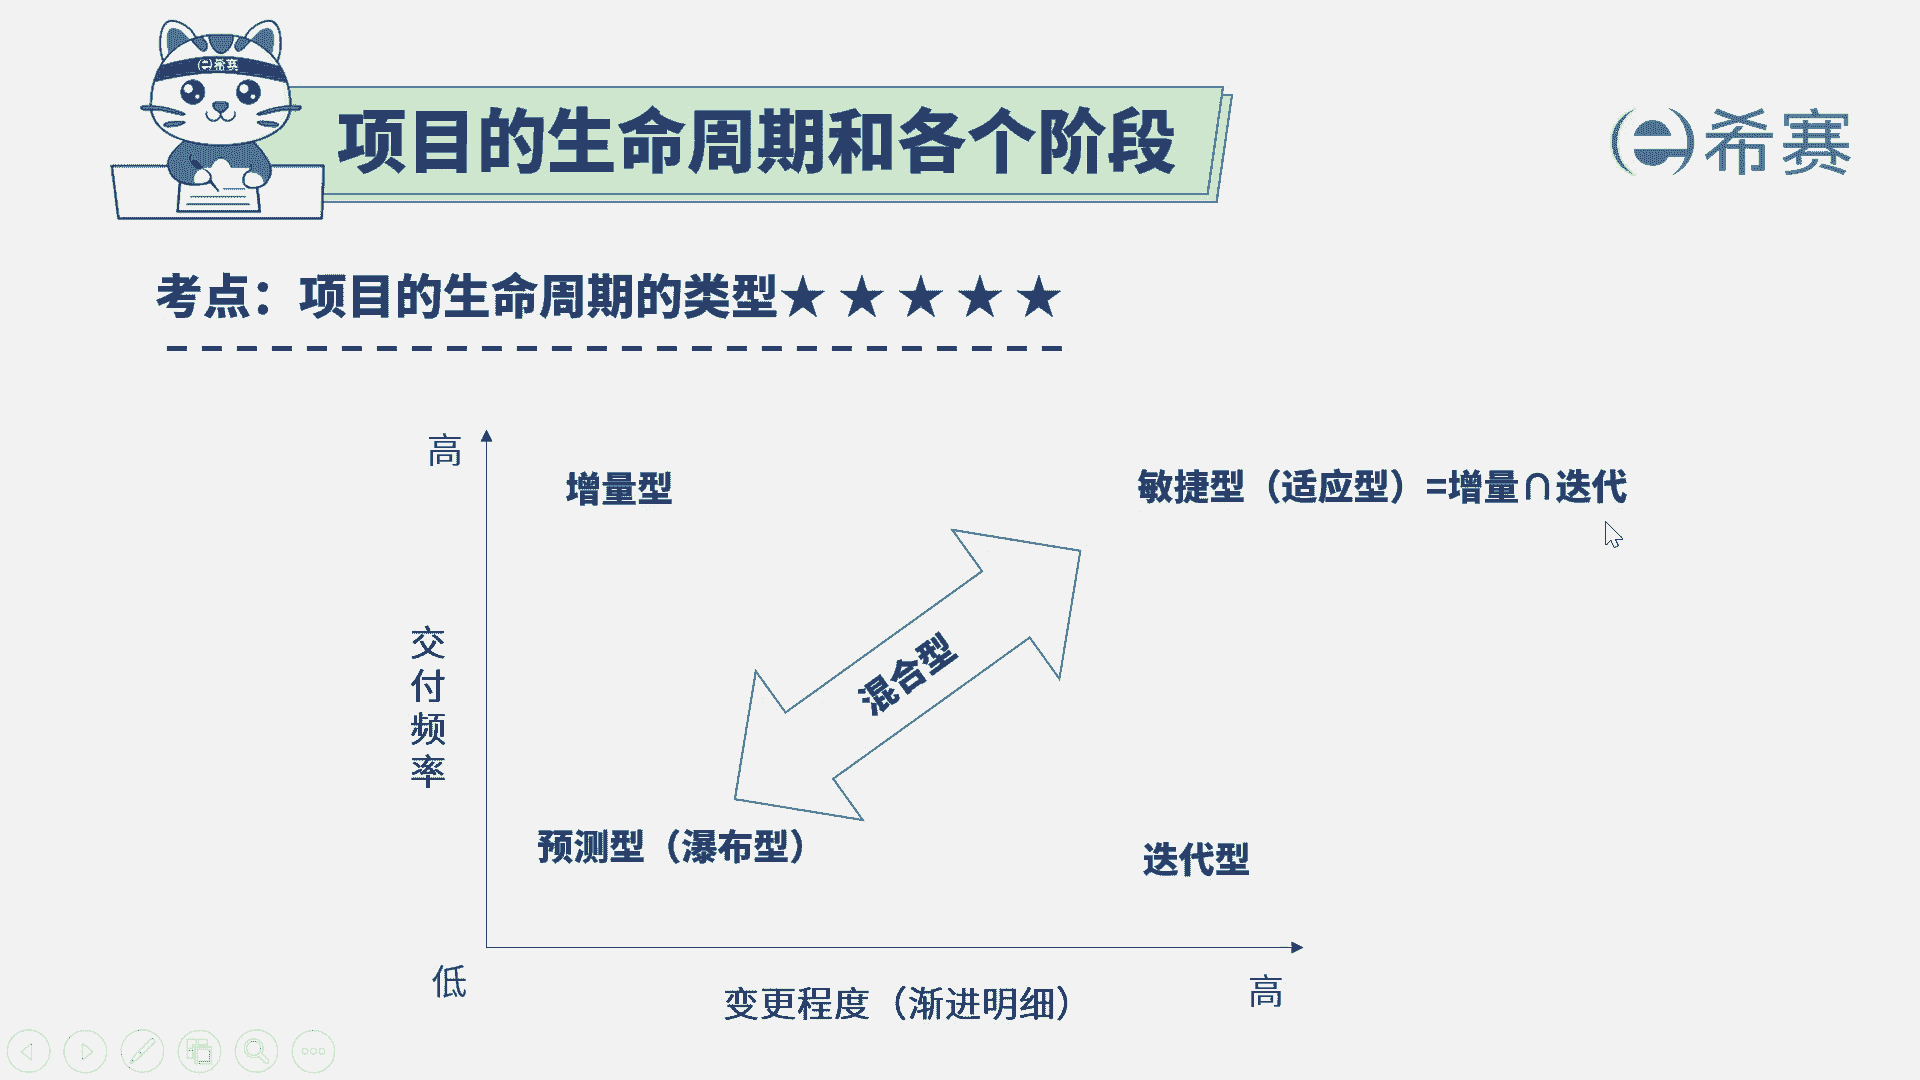 希赛
项目的生命周期和各个阶段
希赛
考点：项目的生命周期的类型★★★★★
高
增量型
敏捷型（适应型）=增量∩迭代
交付频率
混合型
预测型（瀑布型）
迭代型
低
变更程度（渐进明细）
高